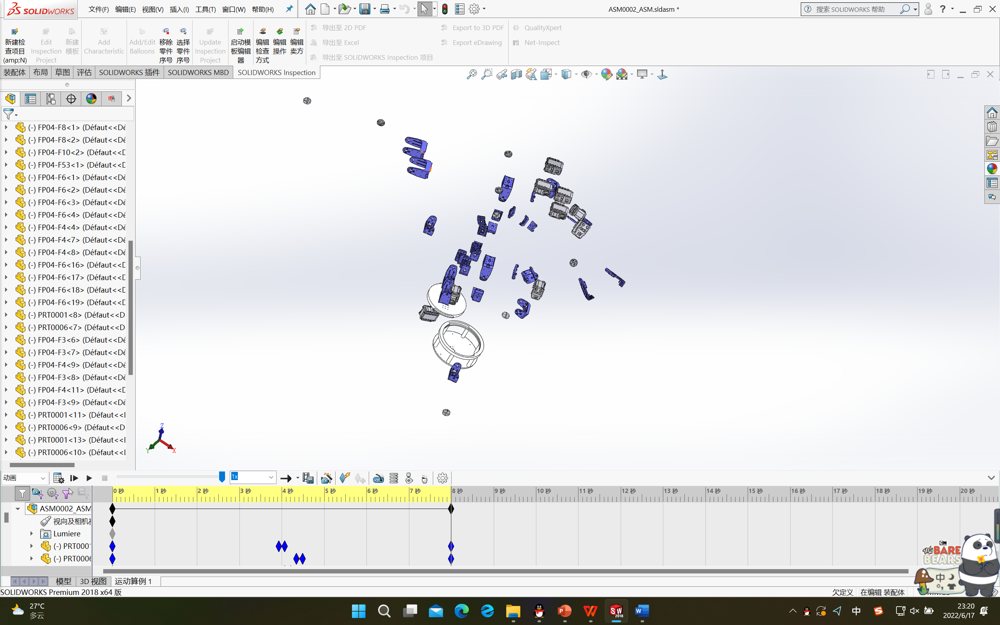 SOLIDWORKS
文件(F) 编辑(E) 视图(V) 插入(I) 工具(T) 窗口(W) 帮助(H)
ASM0002_ASM.sldasm *
搜索 SOLIDWORKS 帮助
新建检查项目(amp;N)
Edit Inspection Project
新建模板
Add Characteristic
Add/Edit Balloons
移除零件序号
选择零件序号
Update Inspection Project
启动模板编辑器
编辑检查方式
编辑操作
编辑卖方
导出至 2D PDF
导出至 Excel
导出至 SOLIDWORKS Inspection 项目
Export to 3D PDF
Export eDrawing
QualityXpert
Net-Inspect
装配体 布局 草图 评估 SOLIDWORKS 插件 SOLIDWORKS MBD SOLIDWORKS Inspection
(-) FP04-F8<1> (Défaut<<Dé
(-) FP04-F8<2> (Défaut<<Dé
(-) FP04-F10<2> (Défaut<<D
(-) FP04-F53<1> (Défaut<<D
(-) FP04-F6<1> (Défaut<<Dé
(-) FP04-F6<2> (Défaut<<Dé
(-) FP04-F6<3> (Défaut<<Dé
(-) FP04-F6<4> (Défaut<<Dé
(-) FP04-F4<4> (Défaut<<Dé
(-) FP04-F4<7> (Défaut<<Dé
(-) FP04-F4<8> (Défaut<<Dé
(-) FP04-F6<16> (Défaut<<D
(-) FP04-F6<17> (Défaut<<D
(-) FP04-F6<18> (Défaut<<D
(-) FP04-F6<19> (Défaut<<D
(-) PRT0001<8> (Défaut<<D
(-) PRT0006<7> (Défaut<<D
(-) FP04-F3<6> (Défaut<<Dé
(-) FP04-F3<7> (Défaut<<Dé
(-) FP04-F4<9> (Défaut<<Dé
(-) FP04-F3<8> (Défaut<<Dé
(-) FP04-F4<11> (Défaut<<D
(-) FP04-F3<9> (Défaut<<Dé
(-) PRT0001<11> (Défaut<<
(-) PRT0006<9> (Défaut<<D
(-) PRT0001<13> (Défaut<<
(-) PRT0006<10> (Défaut<<
Z
Y
X
动画
1x
0 秒 1 秒 2 秒 3 秒 4 秒 5 秒 6 秒 7 秒 8 秒 9 秒 10 秒 11 秒 12 秒 13 秒 14 秒 15 秒 16 秒 17 秒 18 秒 19 秒 20 秒
ASM0002_ASM
视向及相机
Lumiere
(-) PRT000
(-) PRT000
模型 3D 视图 运动算例 1
SOLIDWORKS Premium 2018 x64 版
欠定义 在编辑 装配体
CN
We BARE
BEARS
中
27°C
多云
中
23:20
2022/6/17